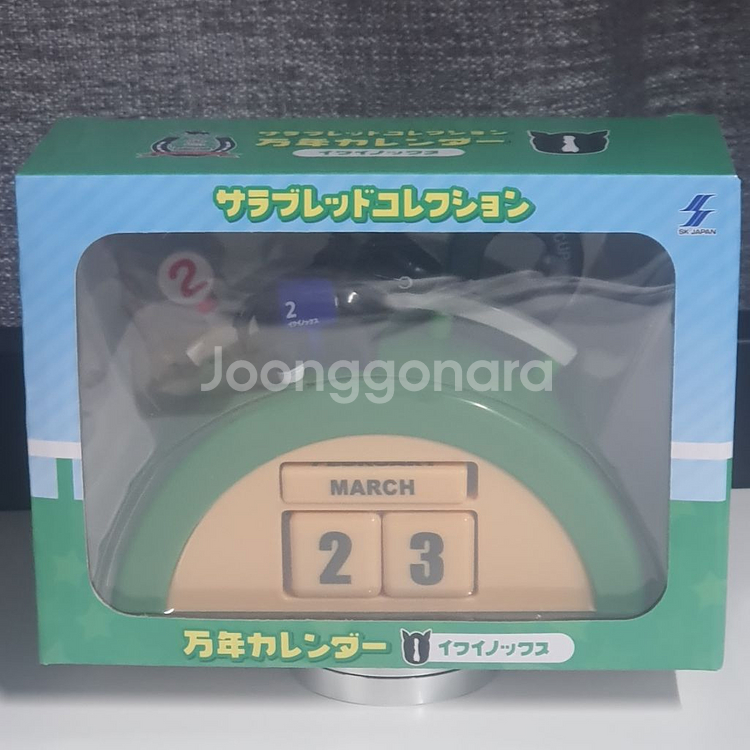 サラブレッドコレクション
万年カレンダー
イクイノックス
サラブレッドコレクション
SK JAPAN
2
2
イクイノックス
CUP
Joonggonara
MARCH
2 3
万年カレンダー イクイノックス